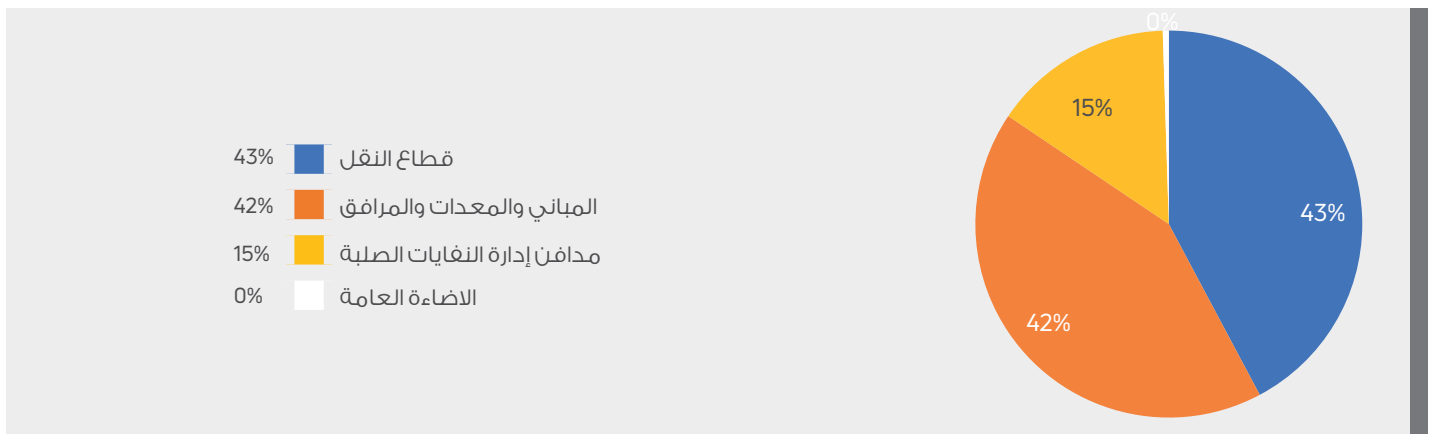 0%
15%
43%
42%
قطاع النقل 43%
المباني والمعدات والمرافق 42%
مدافن إدارة النفايات الصلبة 15%
الاضاءة العامة 0%